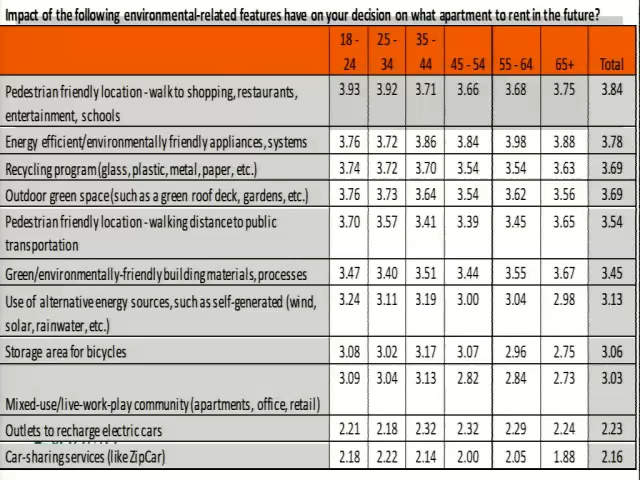 Impact of the following environmental-related features have on your decision on what apartment to rent in the future?
18 - 24 25 - 34 35 - 44 45 - 54 55 - 64 65+ Total
Pedestrian friendly location - walk to shopping, restaurants, entertainment, schools 3.93 3.92 3.71 3.66 3.68 3.75 3.84
Energy efficient/environmentally friendly appliances, systems 3.76 3.72 3.86 3.84 3.98 3.88 3.78
Recycling program (glass, plastic, metal, paper, etc.) 3.74 3.72 3.70 3.54 3.54 3.63 3.69
Outdoor green space (such as a green roof deck, gardens, etc.) 3.76 3.73 3.64 3.54 3.62 3.56 3.69
Pedestrian friendly location - walking distance to public transportation 3.70 3.57 3.41 3.39 3.45 3.65 3.54
Green/environmentally-friendly building materials, processes 3.47 3.40 3.51 3.44 3.55 3.67 3.45
Use of alternative energy sources, such as self-generated (wind, solar, rainwater, etc.) 3.24 3.11 3.19 3.00 3.04 2.98 3.13
Storage area for bicycles 3.08 3.02 3.17 3.07 2.96 2.75 3.06
Mixed-use/live-work-play community (apartments, office, retail) 3.09 3.04 3.13 2.82 2.84 2.73 3.03
Outlets to recharge electric cars 2.21 2.18 2.32 2.32 2.29 2.24 2.23
Car-sharing services (like ZipCar) 2.18 2.22 2.14 2.00 2.05 1.88 2.16